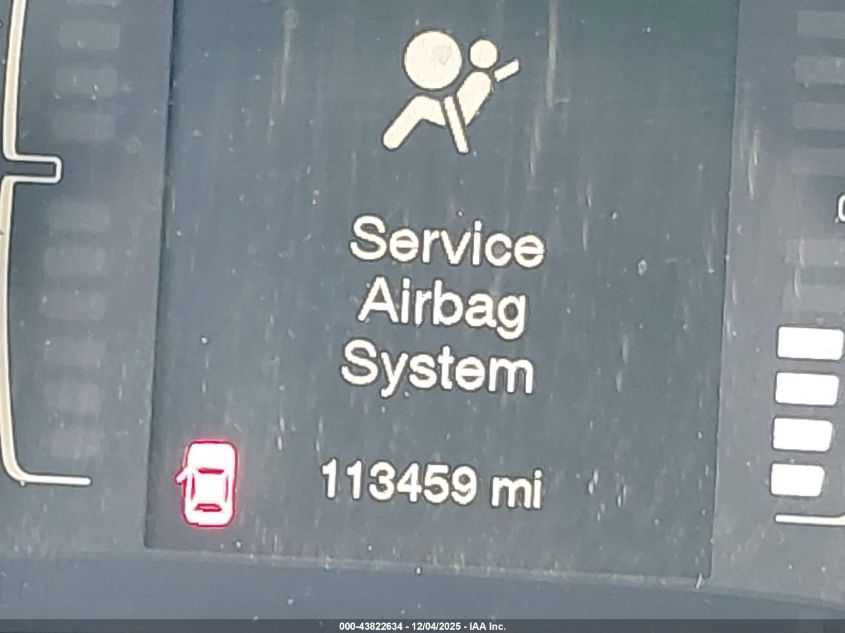 Service
Airbag
System
113459 mi
000-43822634 - 12/04/2025 - IAA Inc.